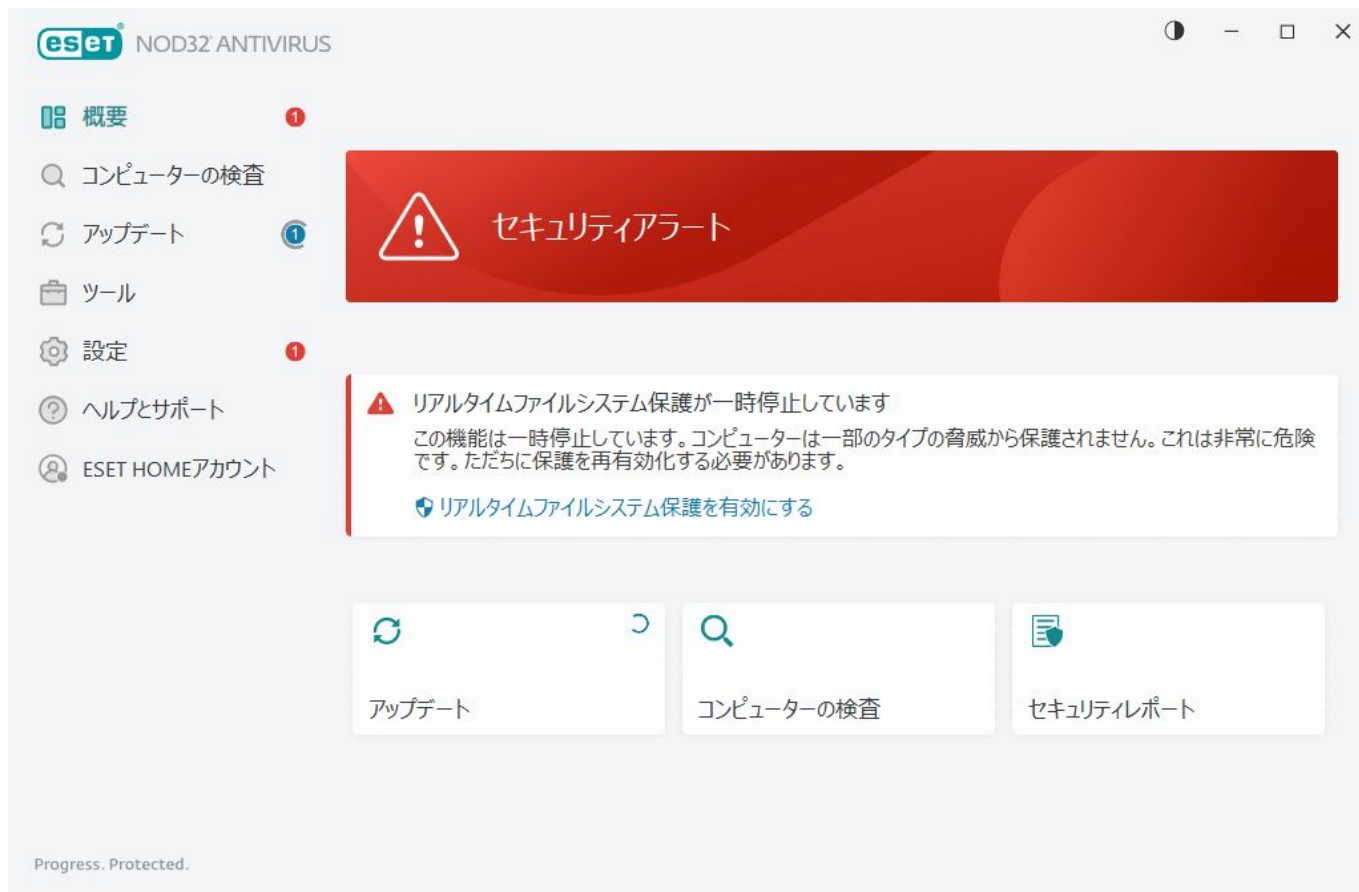 eset® NOD32® ANTIVIRUS
概要 1
コンピューターの検査
アップデート 1
ツール
設定 1
ヘルプとサポート
ESET HOMEアカウント
セキュリティアラート
リアルタイムファイルシステム保護が一時停止しています
この機能は一時停止しています。コンピューターは一部のタイプの脅威から保護されません。これは非常に危険
です。ただちに保護を再有効化する必要があります。
リアルタイムファイルシステム保護を有効にする
アップデート
コンピューターの検査
セキュリティレポート
Progress. Protected.